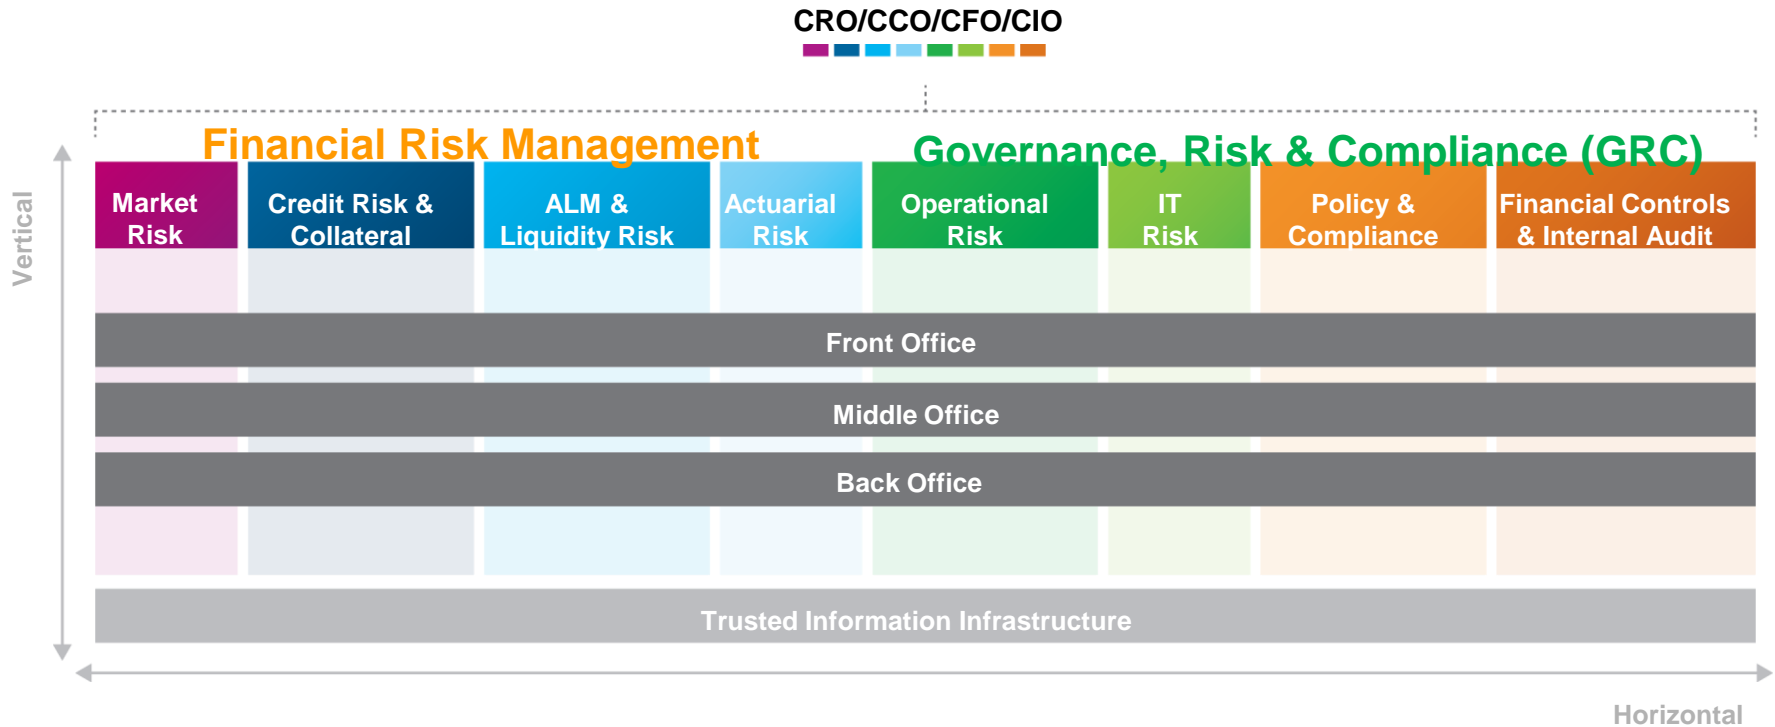 CRO/CCO/CFO/CIO
Financial Risk Management
Governance, Risk & Compliance (GRC)
Vertical
Market
Risk
Credit Risk &
Collateral
ALM &
Liquidity Risk
Actuarial
Risk
Operational
Risk
IT
Risk
Policy &
Compliance
Financial Controls
& Internal Audit
Front Office
Middle Office
Back Office
Trusted Information Infrastructure
Horizontal